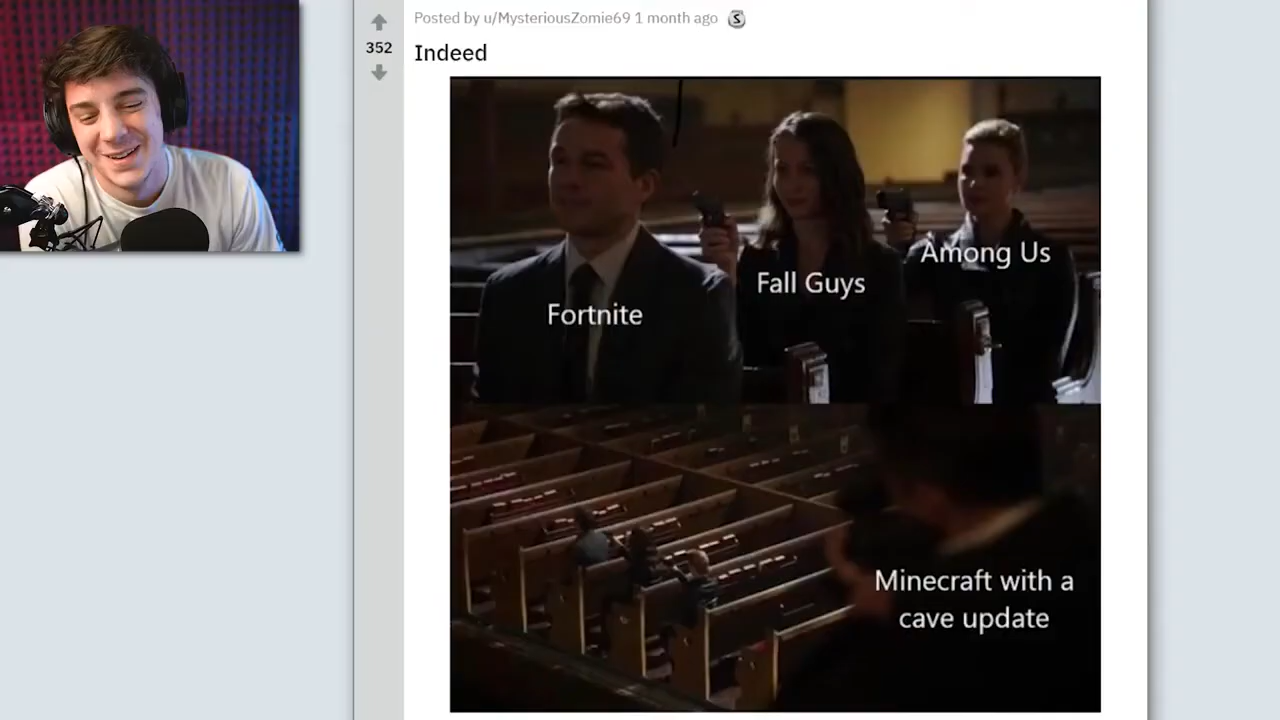 Posted by u/MysteriousZomie69 1 month ago
352
Indeed
Among Us
Fall Guys
Fortnite
Minecraft with a
cave update